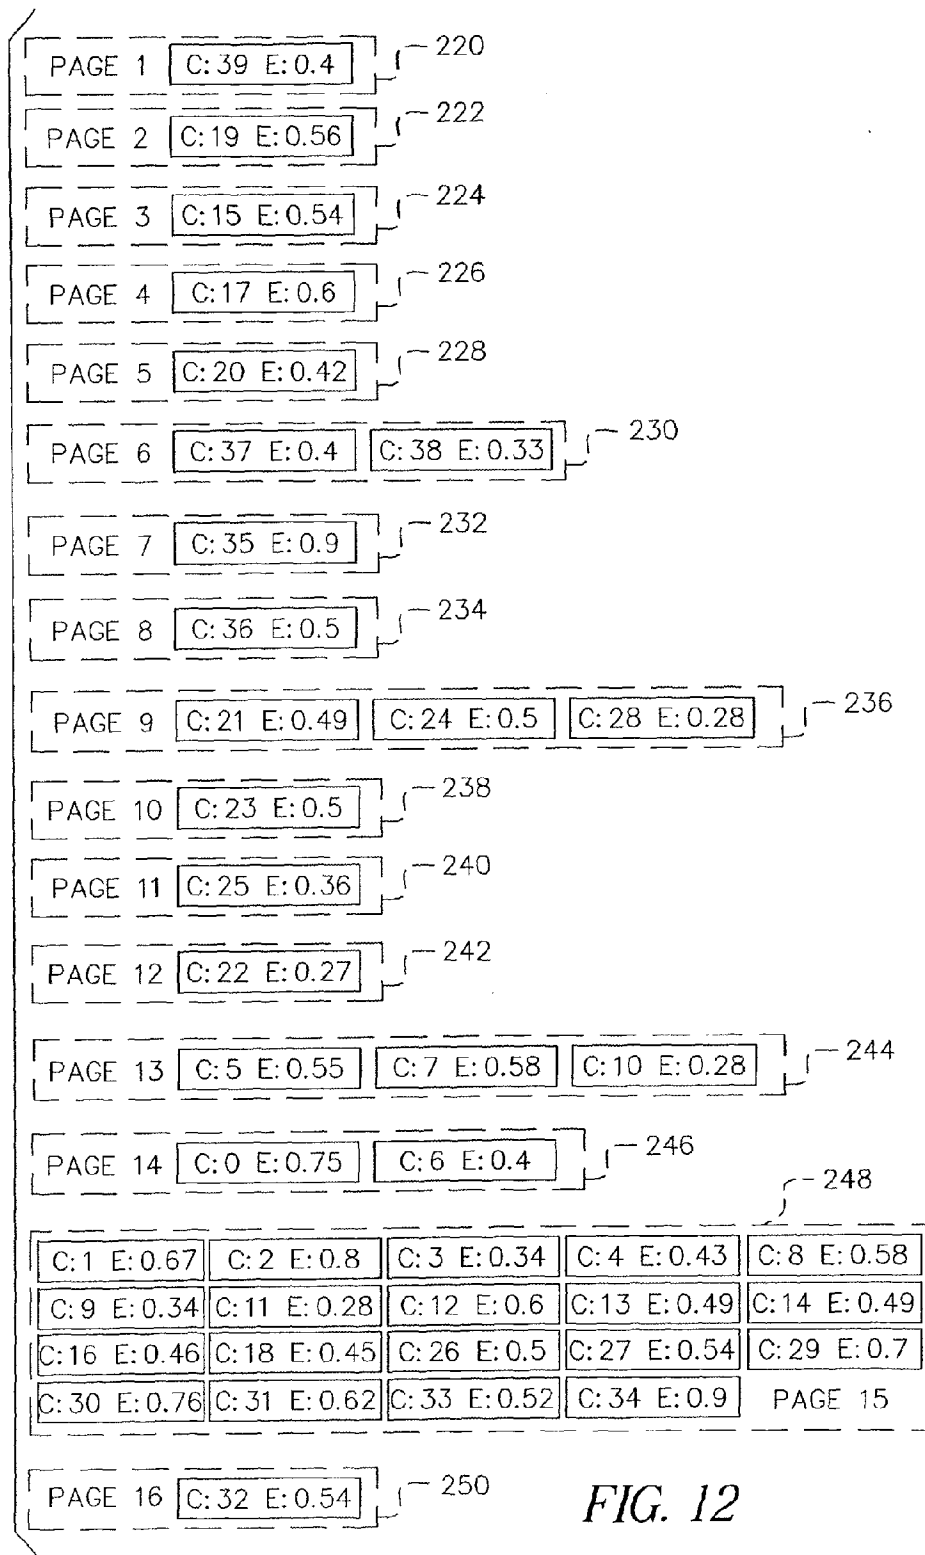 PAGE 1 C:39 E:0.4 220
PAGE 2 C:19 E:0.56 222
PAGE 3 C:15 E:0.54 224
PAGE 4 C:17 E:0.6 226
PAGE 5 C:20 E:0.42 228
PAGE 6 C:37 E:0.4 C:38 E:0.33 230
PAGE 7 C:35 E:0.9 232
PAGE 8 C:36 E:0.5 234
PAGE 9 C:21 E:0.49 C:24 E:0.5 C:28 E:0.28 236
PAGE 10 C:23 E:0.5 238
PAGE 11 C:25 E:0.36 240
PAGE 12 C:22 E:0.27 242
PAGE 13 C:5 E:0.55 C:7 E:0.58 C:10 E:0.28 244
PAGE 14 C:0 E:0.75 C:6 E:0.4 246
248
C:1 E:0.67 C:2 E:0.8 C:3 E:0.34 C:4 E:0.43 C:8 E:0.58
C:9 E:0.34 C:11 E:0.28 C:12 E:0.6 C:13 E:0.49 C:14 E:0.49
C:16 E:0.46 C:18 E:0.45 C:26 E:0.5 C:27 E:0.54 C:29 E:0.7
C:30 E:0.76 C:31 E:0.62 C:33 E:0.52 C:34 E:0.9 PAGE 15
PAGE 16 C:32 E:0.54 250
FIG. 12